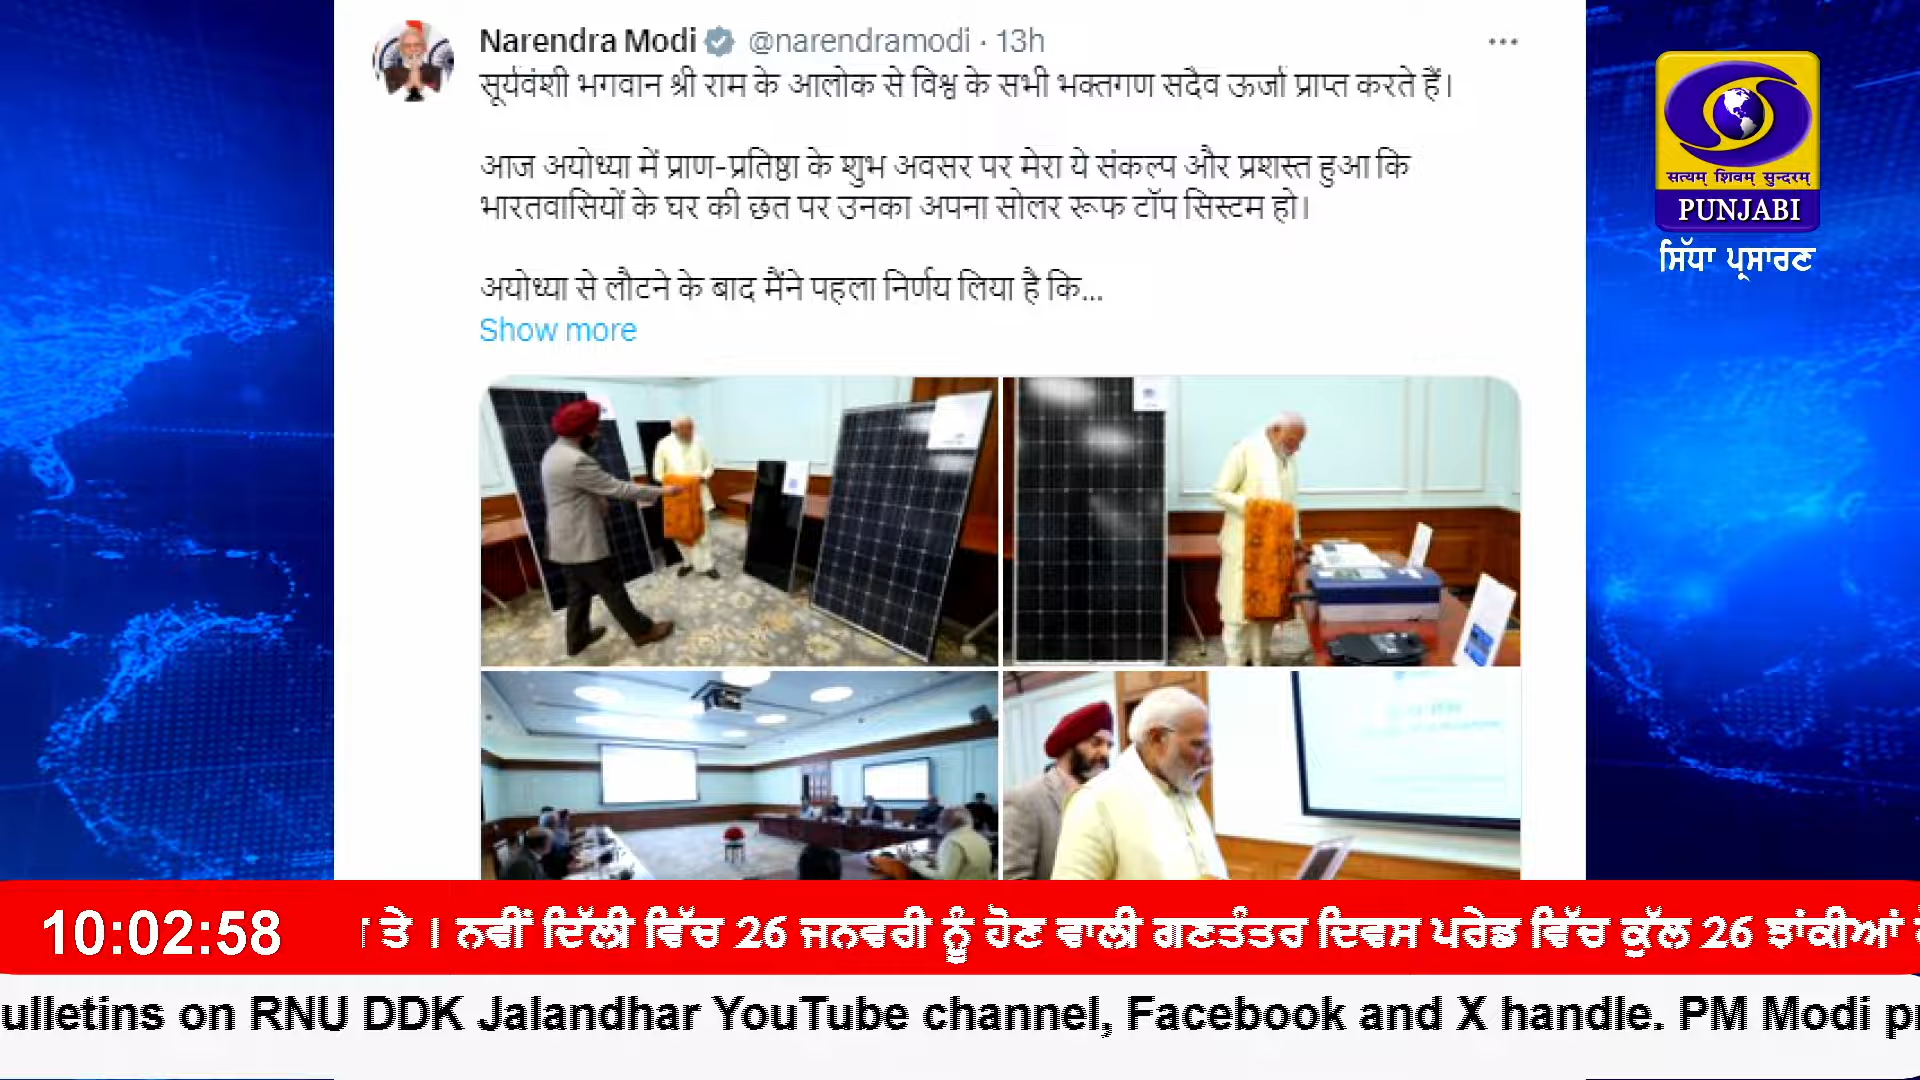 Narendra Modi @narendramodi · 13h
सूर्यवंशी भगवान श्री राम के आलोक से विश्व के सभी भक्तगण सदैव ऊर्जा प्राप्त करते हैं।
आज अयोध्या में प्राण-प्रतिष्ठा के शुभ अवसर पर मेरा ये संकल्प और प्रशस्त हुआ कि
भारतवासियों के घर की छत पर उनका अपना सोलर रूफ टॉप सिस्टम हो।
अयोध्या से लौटने के बाद मैंने पहला निर्णय लिया है कि...
Show more
सत्यम् शिवम् सुन्दरम्
PUNJABI
ਸਿੱਧਾ ਪ੍ਰਸਾਰਣ
10:02:58
ਤੇ । ਨਵੀਂ ਦਿੱਲੀ ਵਿੱਚ 26 ਜਨਵਰੀ ਨੂੰ ਹੋਣ ਵਾਲੀ ਗਣਤੰਤਰ ਦਿਵਸ ਪਰੇਡ ਵਿੱਚ ਕੁੱਲ 26 ਝਾਂਕੀਆਂ
ulletins on RNU DDK Jalandhar YouTube channel, Facebook and X handle. PM Modi pr